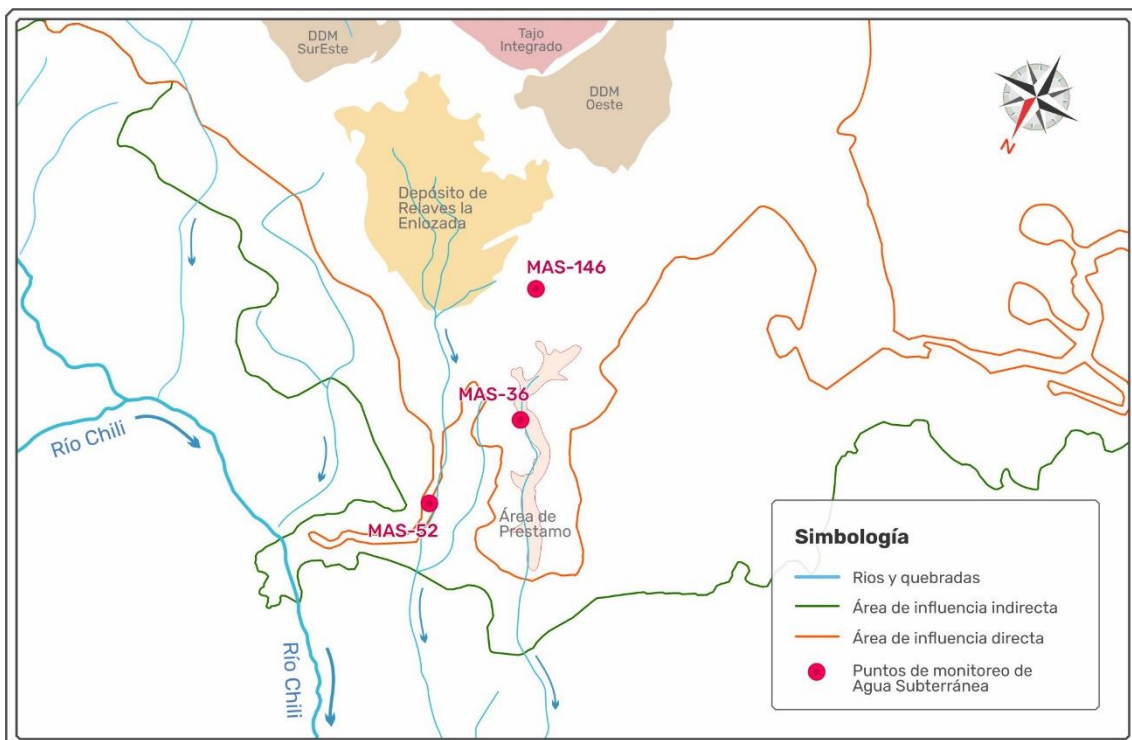 DDM
SurEste
Tajo
Integrado
DDM
Oeste
N
Depósito de
Relaves la
Enlozada
MAS-146
MAS-36
Río Chili
MAS-52
Área de
Préstamo
Río Chili
Simbología
Rios y quebradas
Área de influencia indirecta
Área de influencia directa
Puntos de monitoreo de
Agua Subterránea